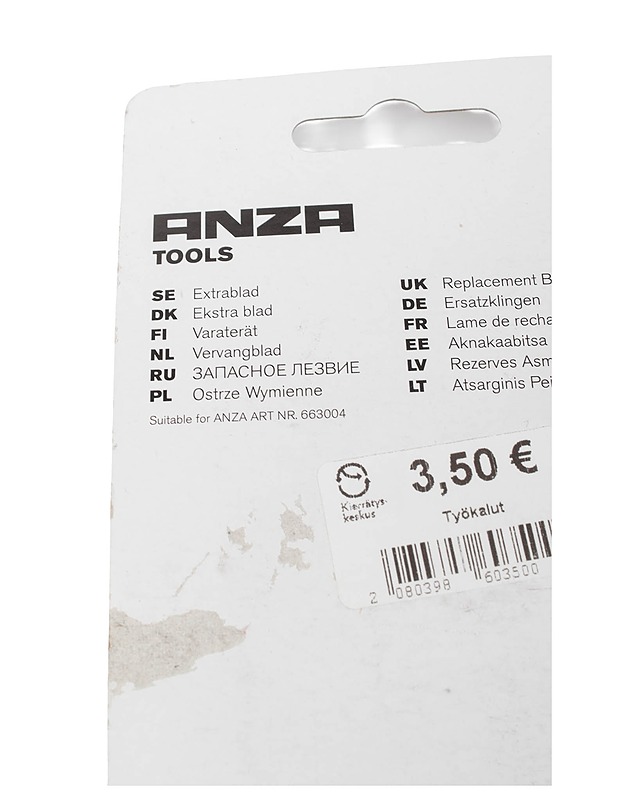 ANZA
TOOLS
SE Extrablad
DK Ekstra blad
FI Varaterät
NL Vervangblad
RU ЗАПАСНОЕ ЛЕЗВИЕ
PL Ostrze Wymienne
Suitable for ANZA ART NR. 663004
UK Replacement B
DE Ersatzklingen
FR Lame de recha
EE Aknakaabitsa
LV Rezerves Asm
LT Atsarginis Pei
3,50 €
Kierrätys-
keskus
Työkalut
2 080398 603500